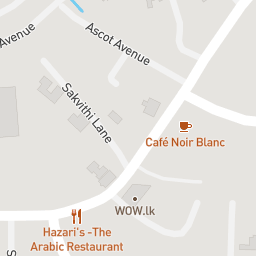 Avenue
Ascot Avenue
Sakvithi Lane
Café Noir Blanc
WOW.lk
Hazari's -The
Arabic Restaurant
S